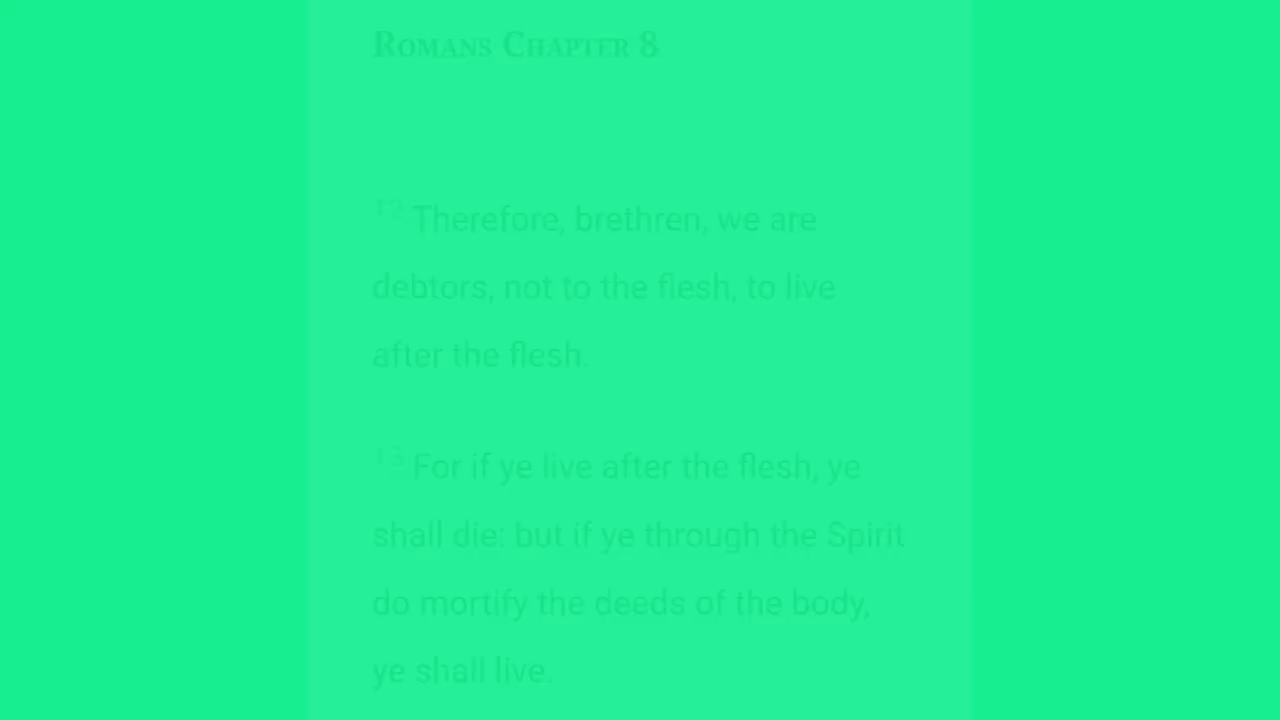 Romans Chapter 8
12 Therefore, brethren, we are
debtors, not to the flesh, to live
after the flesh.
13 For if ye live after the flesh, ye
shall die: but if ye through the Spirit
do mortify the deeds of the body,
ye shall live.